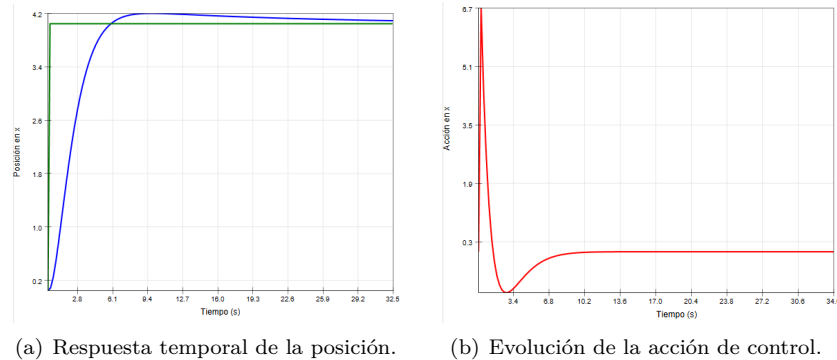 4.2
3.4
2.6
1.8
1.0
0.2
Posición en x
2.8 6.1 9.4 12.7 16.0 19.3 22.6 25.9 29.2 32.5
Tiempo (s)
(a) Respuesta temporal de la posición.
6.7
5.1
3.5
1.9
0.3
Acción en x
3.4 6.8 10.2 13.6 17.0 20.4 23.8 27.2 30.6 34.0
Tiempo (s)
(b) Evolución de la acción de control.